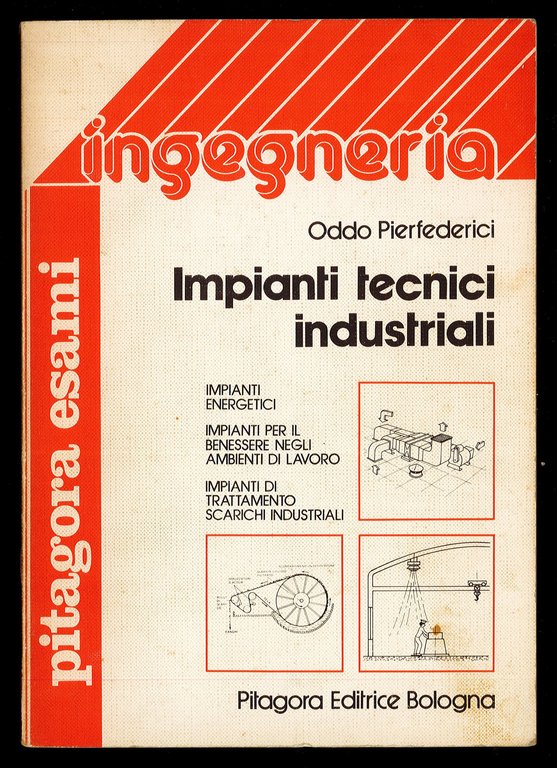 ingegneria
pitagora esami
Oddo Pierfederici
Impianti tecnici
industriali
IMPIANTI
ENERGETICI
IMPIANTI PER IL
BENESSERE NEGLI
AMBIENTI DI LAVORO
IMPIANTI DI
TRATTAMENTO
SCARICHI INDUSTRIALI
Pitagora Editrice Bologna